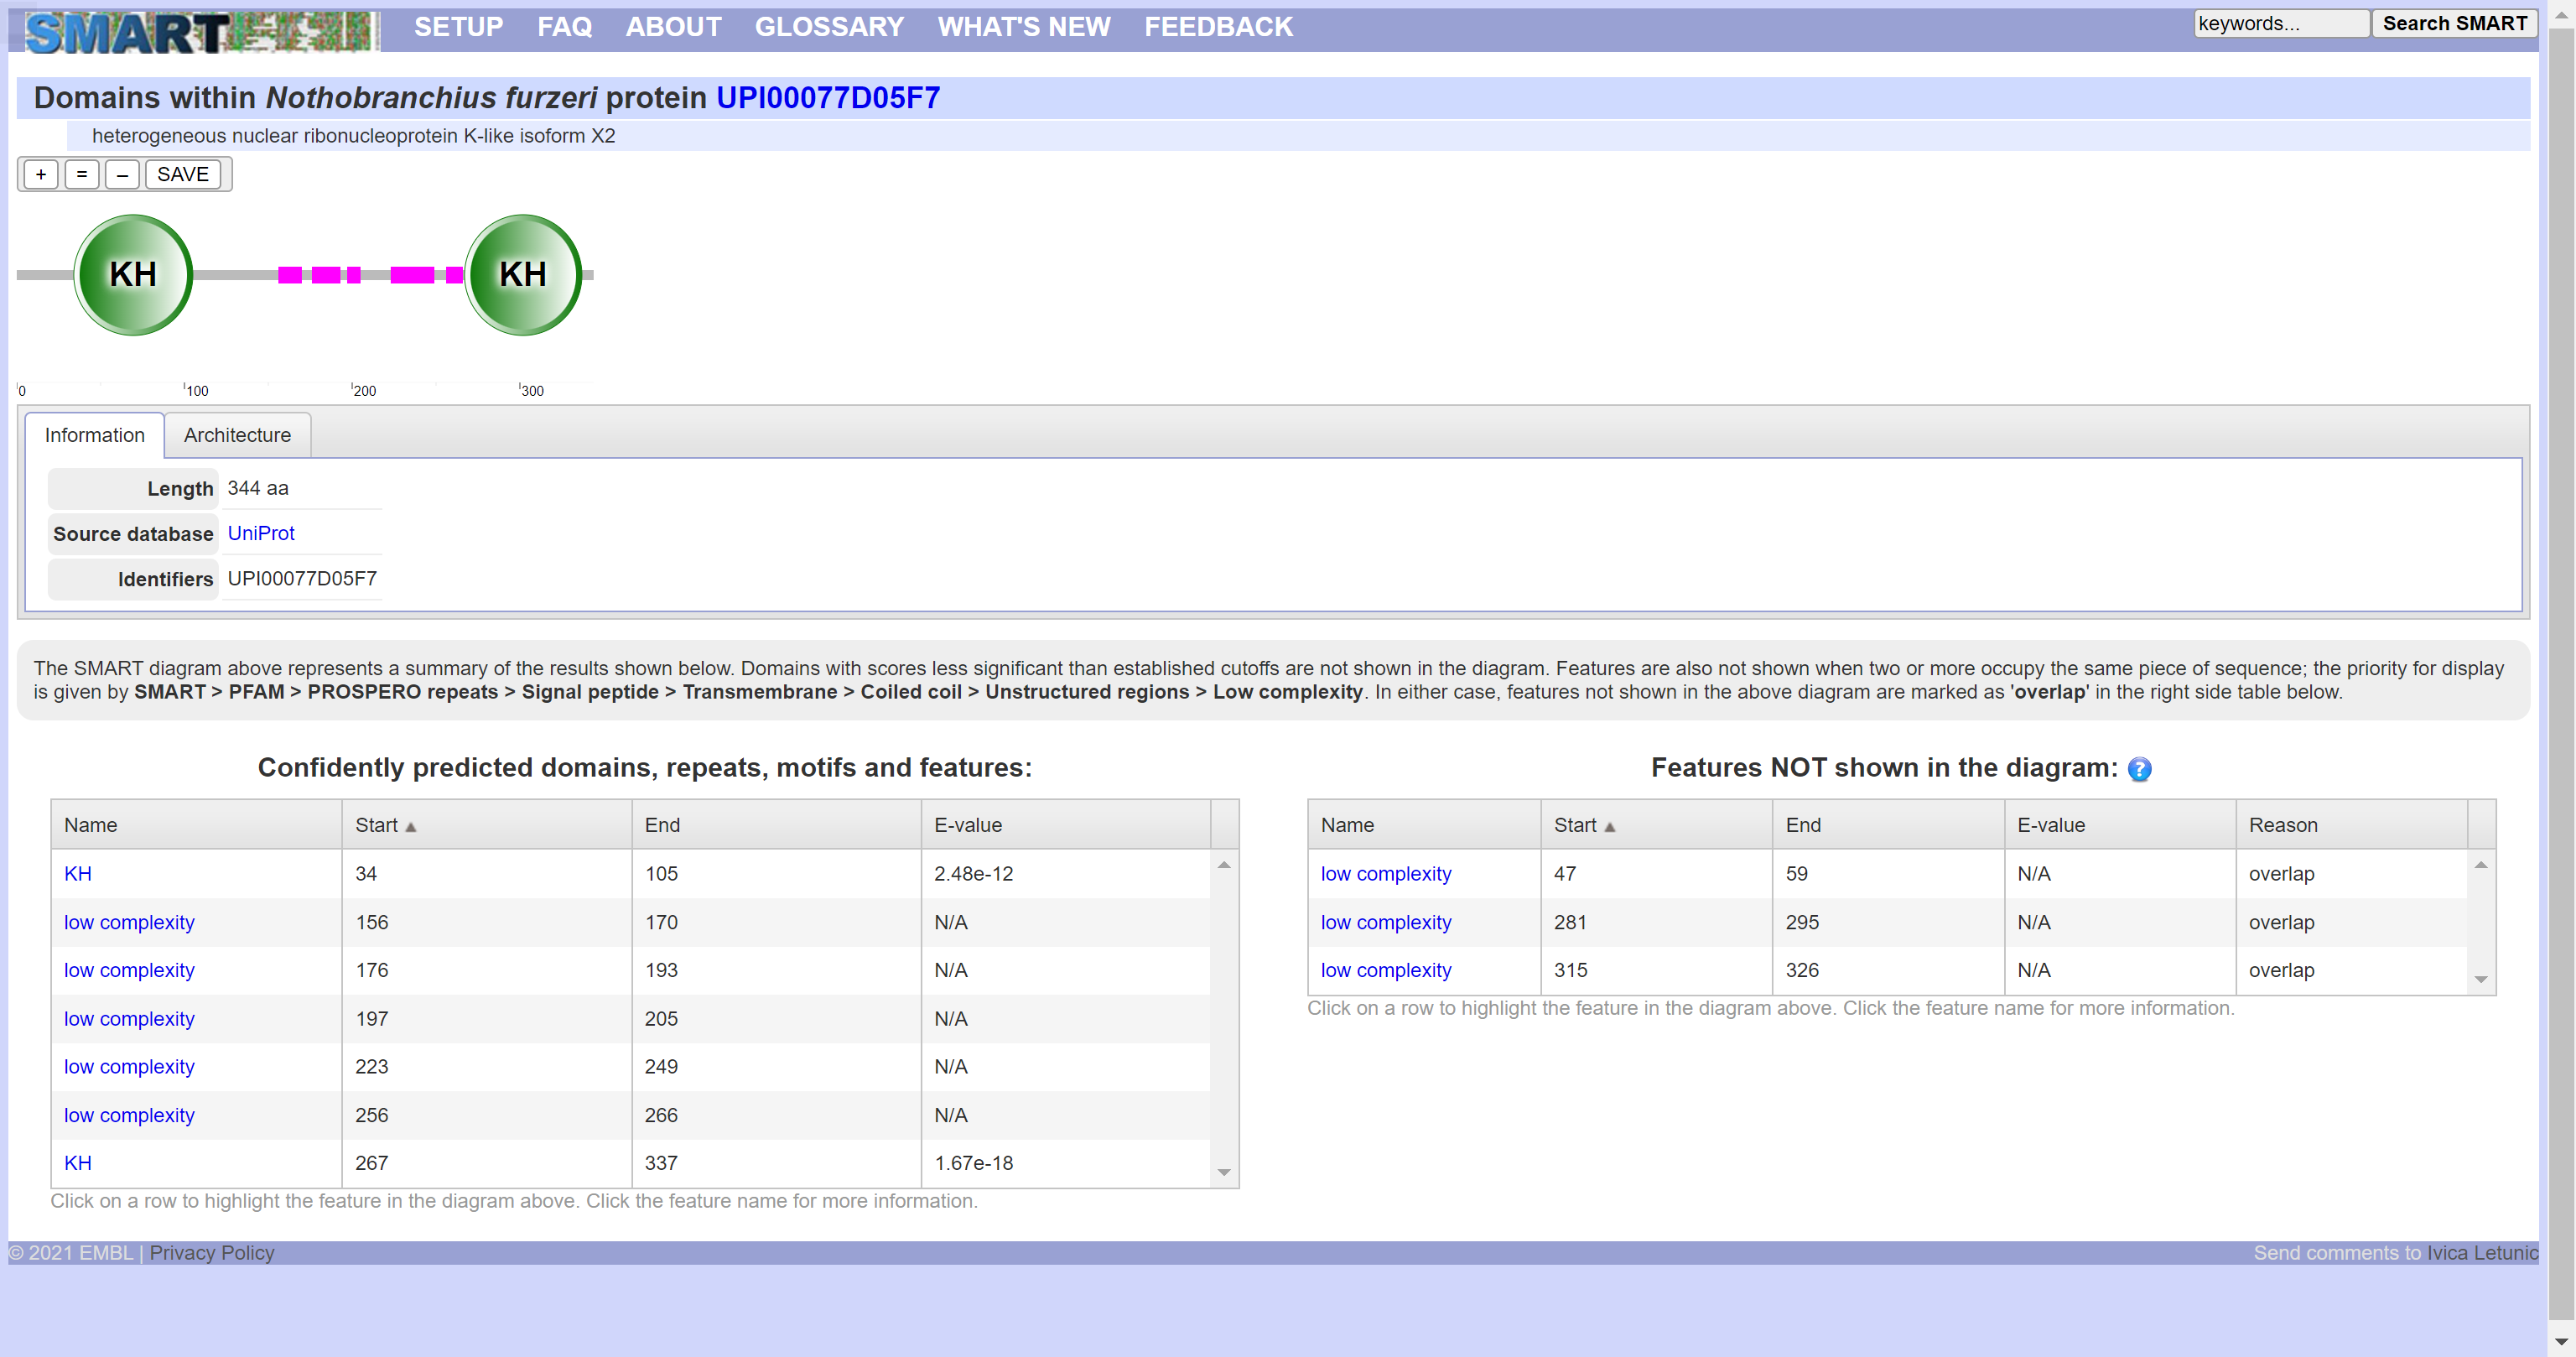 SMART
SETUP FAQ ABOUT GLOSSARY WHAT'S NEW FEEDBACK
keywords... Search SMART
Domains within Nothobranchius furzeri protein UPI00077D05F7
heterogeneous nuclear ribonucleoprotein K-like isoform X2
+ = – SAVE
KH KH
0 100 200 300
Information Architecture
Length 344 aa
Source database UniProt
Identifiers UPI00077D05F7
The SMART diagram above represents a summary of the results shown below. Domains with scores less significant than established cutoffs are not shown in the diagram. Features are also not shown when two or more occupy the same piece of sequence; the priority for display
is given by SMART > PFAM > PROSPERO repeats > Signal peptide > Transmembrane > Coiled coil > Unstructured regions > Low complexity. In either case, features not shown in the above diagram are marked as 'overlap' in the right side table below.
Confidently predicted domains, repeats, motifs and features:
Name Start ▲ End E-value
KH 34 105 2.48e-12
low complexity 156 170 N/A
low complexity 176 193 N/A
low complexity 197 205 N/A
low complexity 223 249 N/A
low complexity 256 266 N/A
KH 267 337 1.67e-18
Click on a row to highlight the feature in the diagram above. Click the feature name for more information.
Features NOT shown in the diagram: ?
Name Start ▲ End E-value Reason
low complexity 47 59 N/A overlap
low complexity 281 295 N/A overlap
low complexity 315 326 N/A overlap
Click on a row to highlight the feature in the diagram above. Click the feature name for more information.
© 2021 EMBL | Privacy Policy
Send comments to Ivica Letunic